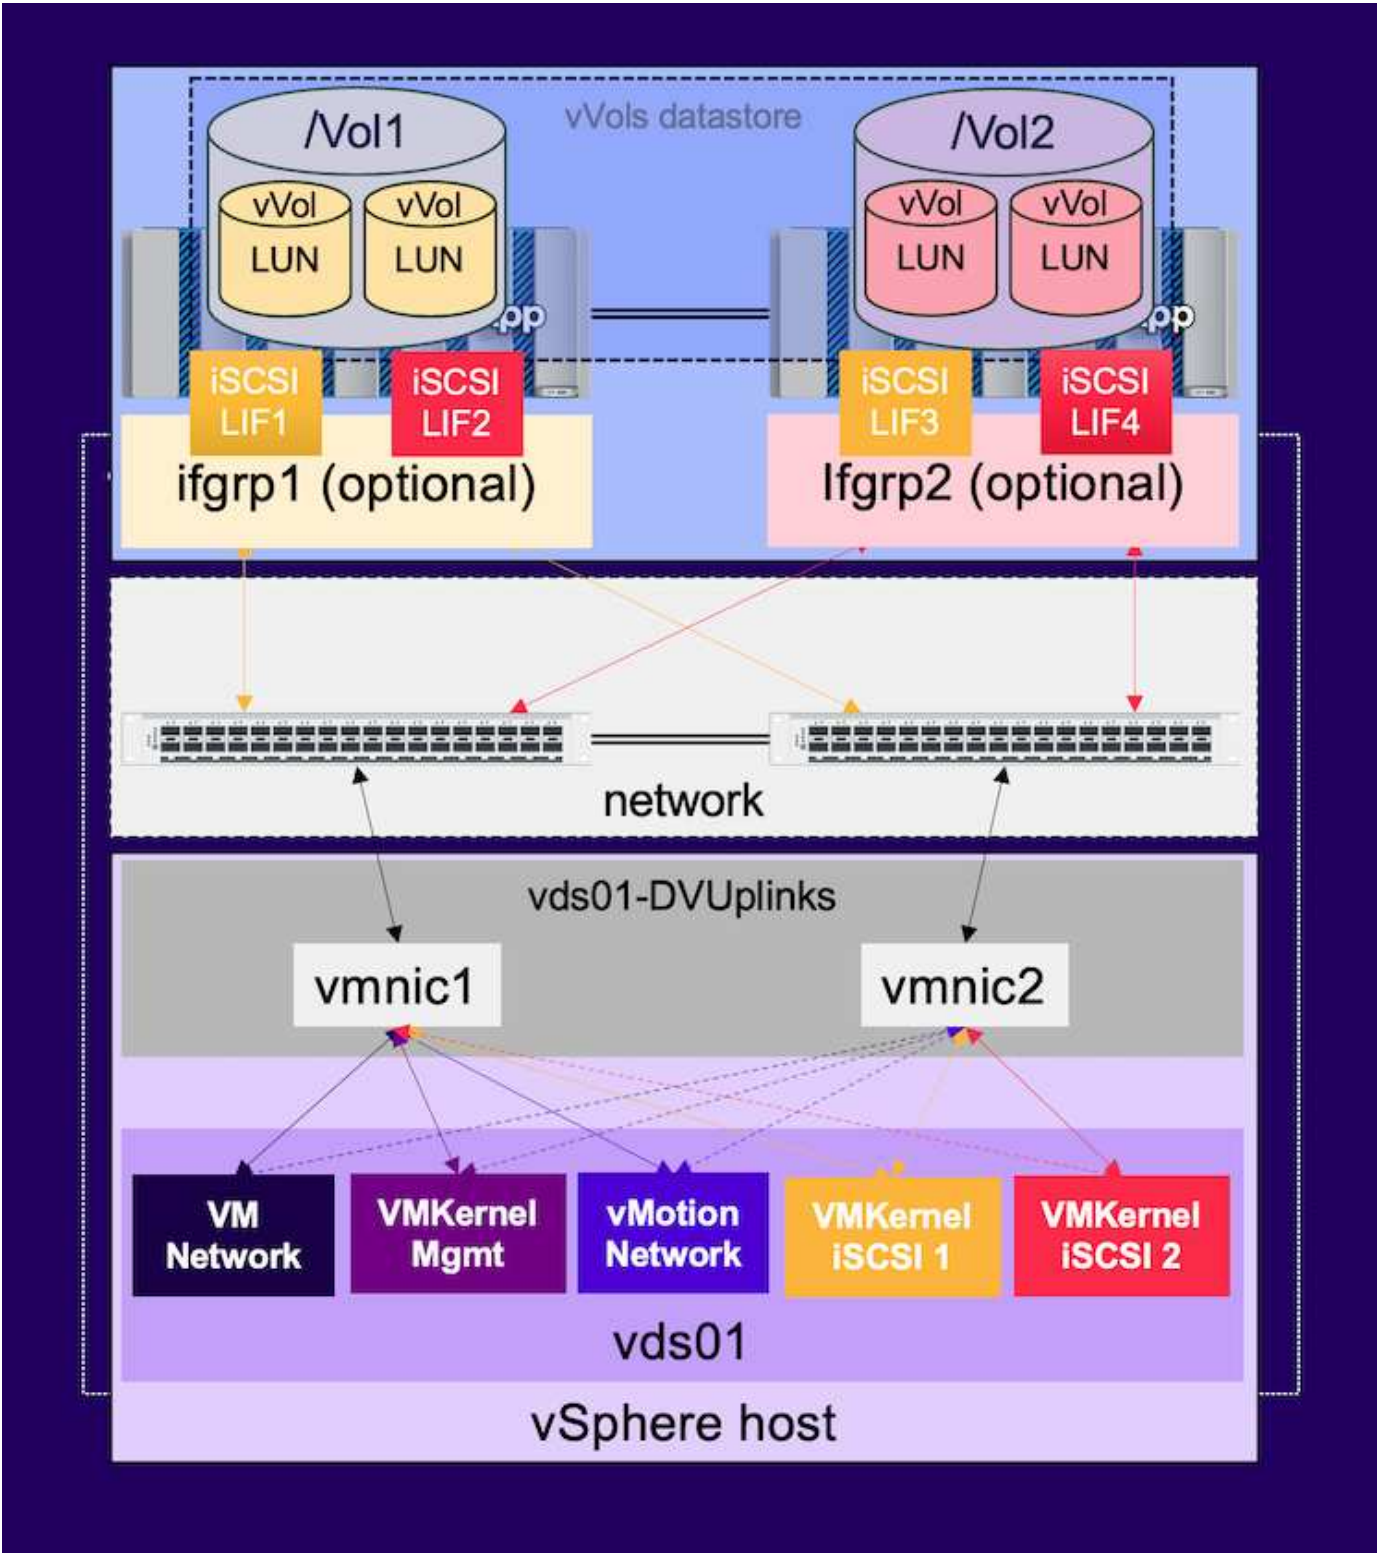 vVols datastore
/Vol1
/Vol2
vVol
LUN
vVol
LUN
vVol
LUN
vVol
LUN
pp
pp
iSCSI
LIF1
iSCSI
LIF2
iSCSI
LIF3
iSCSI
LIF4
ifgrp1 (optional)
Ifgrp2 (optional)
network
vds01-DVUplinks
vmnic1
vmnic2
VM
Network
VMKernel
Mgmt
vMotion
Network
VMKernel
iSCSI 1
VMKernel
iSCSI 2
vds01
vSphere host